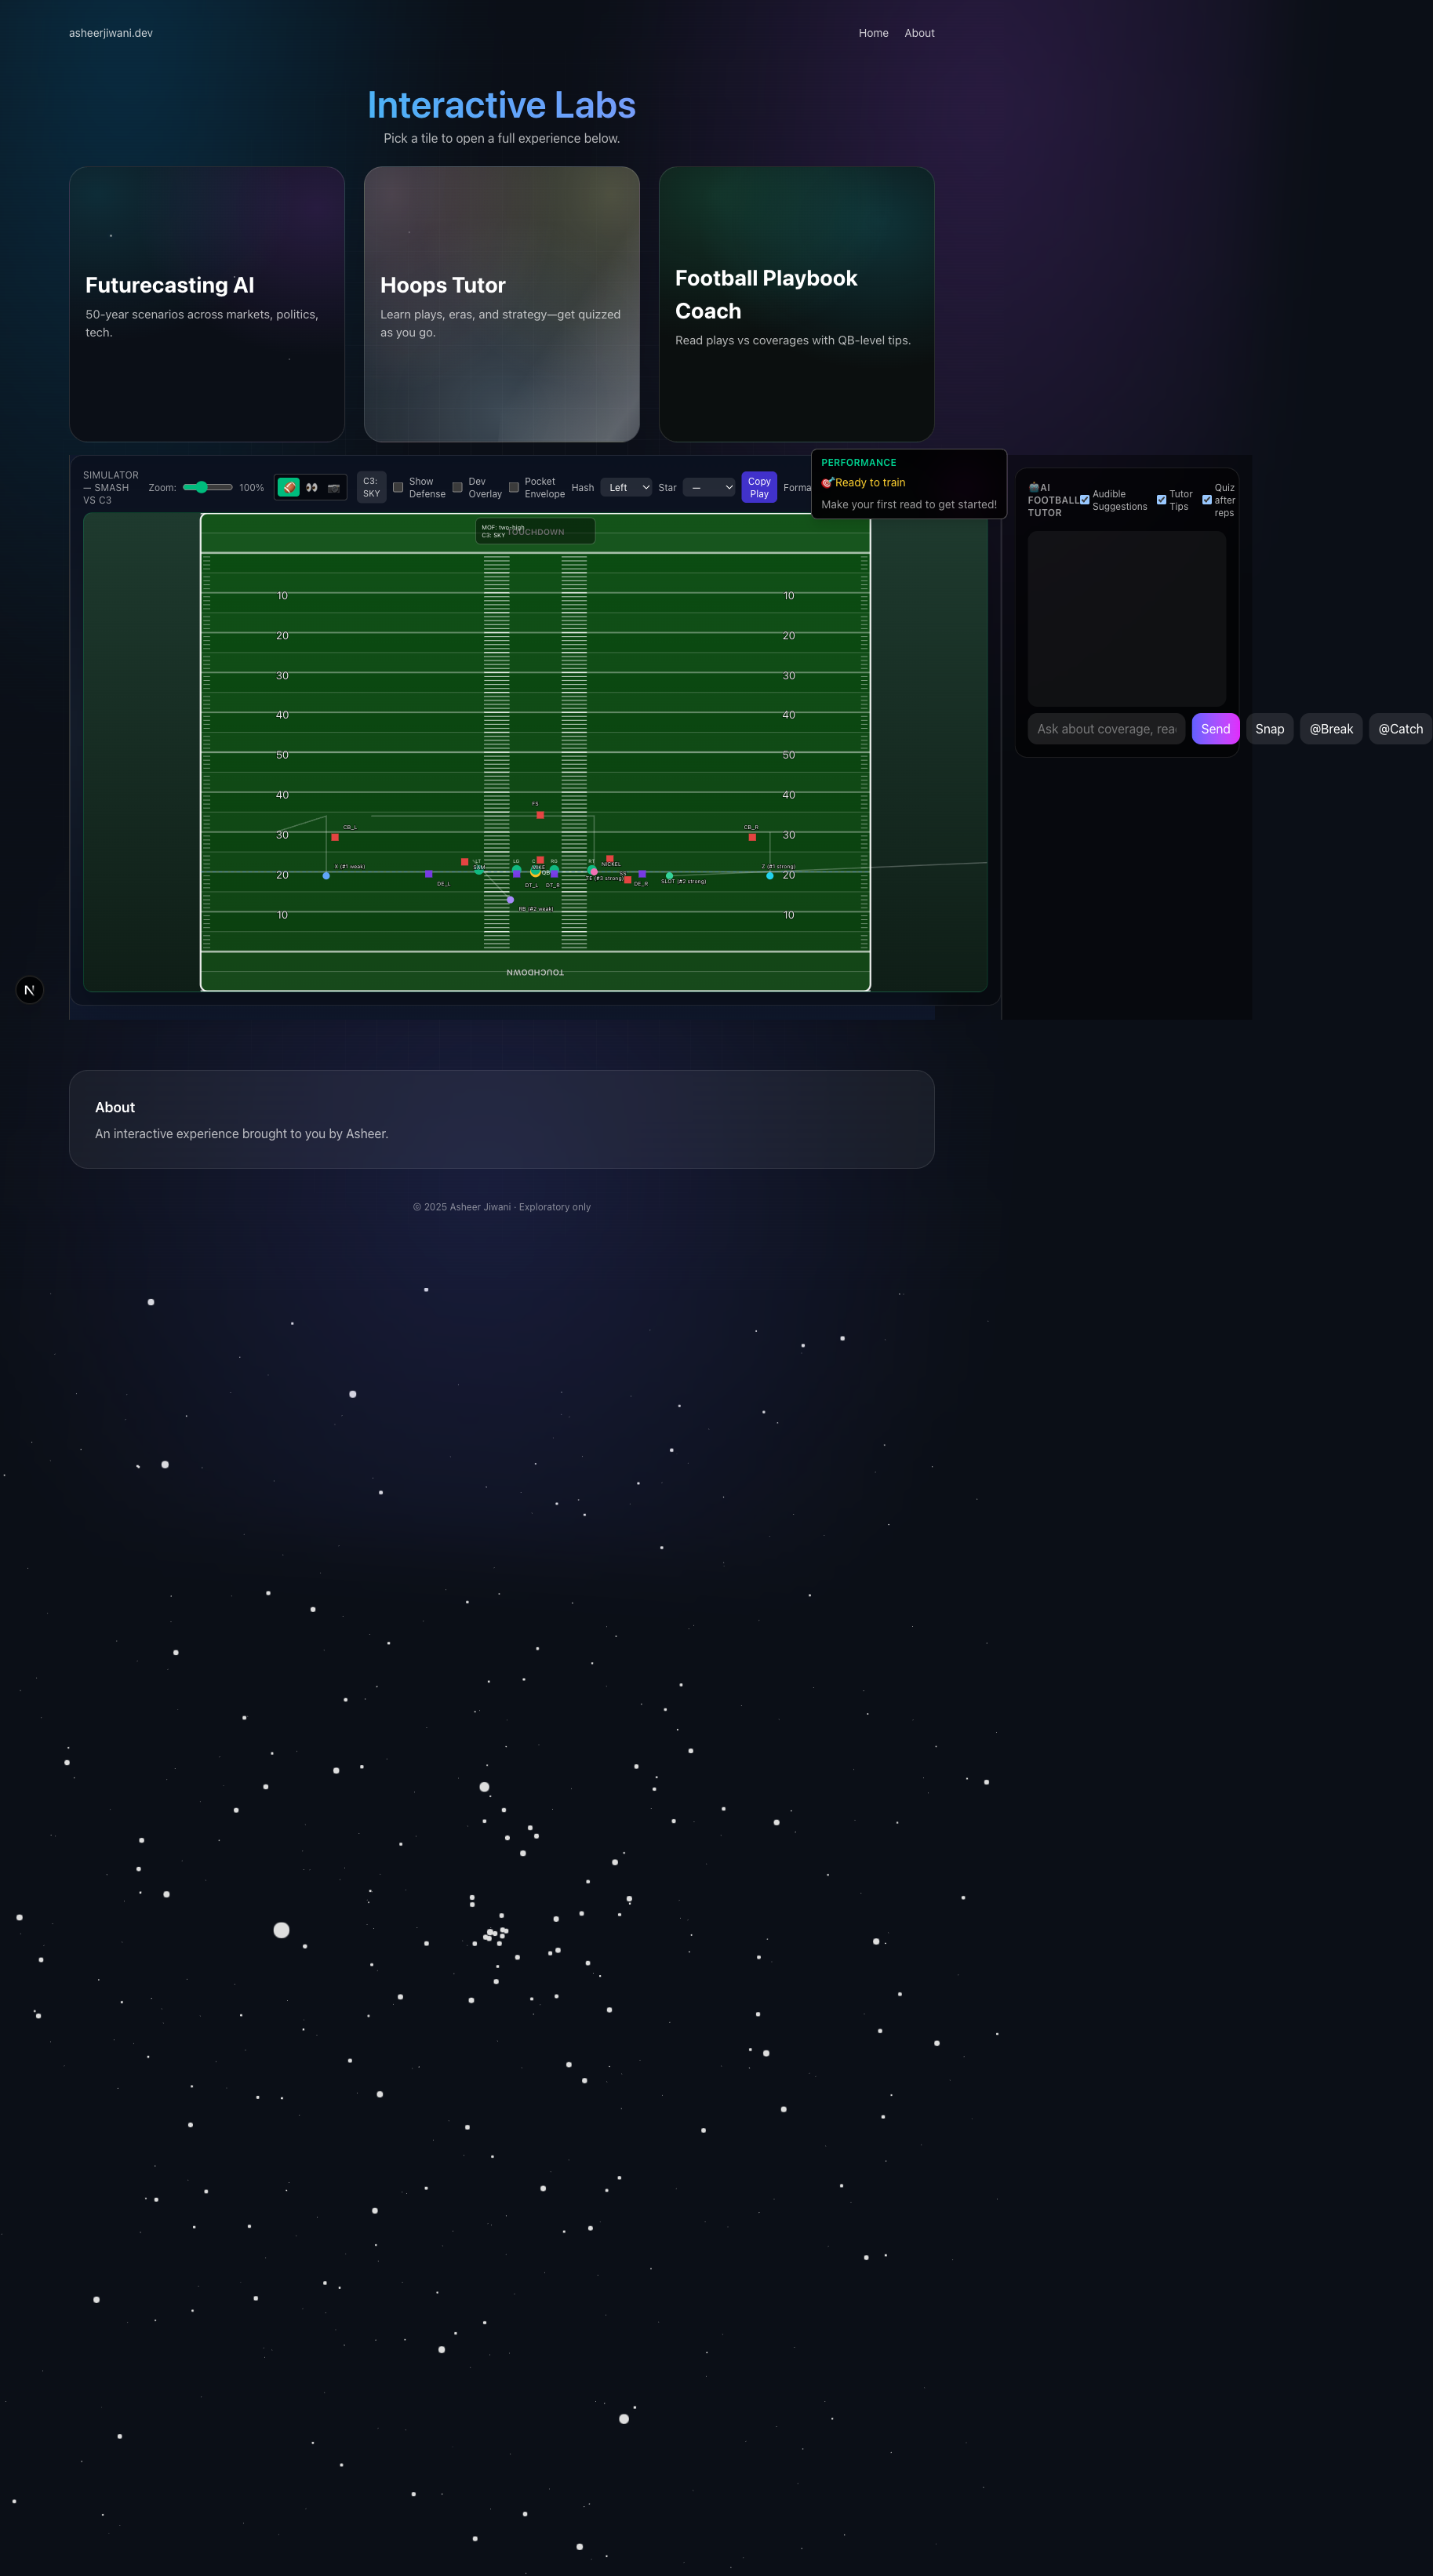 asheerjiwani.dev
Home About
Interactive Labs
Pick a tile to open a full experience below.
Futurecasting AI
50-year scenarios across markets, politics,
tech.
Hoops Tutor
Learn plays, eras, and strategy—get quizzed
as you go.
Football Playbook
Coach
Read plays vs coverages with QB-level tips.
SIMULATOR
— SMASH
VS C3
Zoom:
100%
C3:
SKY
Show
Defense
Dev
Overlay
Pocket
Envelope
Hash
Left
Star
—
Copy
Play
Forma
PERFORMANCE
🎯Ready to train
Make your first read to get started!
🤖AI
FOOTBALL
TUTOR
Audible
Suggestions
Tutor
Tips
Quiz
after
reps
MOF: two-high
C3: SKY
TOUCHDOWN
10 10
20 20
30 30
40 40
50 50
40 40
FS
CB_L
CB_R
30 30
X (#1 weak)
LT
SAM
LG
C
MIKE
QB
RG
RT
NICKEL
TE (#3 strong)
SS
SLOT (#2 strong)
Z (#1 strong)
20 20
DE_L
DT_L
DT_R
DE_R
RB (#2 weak)
10 10
TOUCHDOWN
Ask about coverage, rea
Send
Snap
@Break
@Catch
N
About
An interactive experience brought to you by Asheer.
© 2025 Asheer Jiwani · Exploratory only